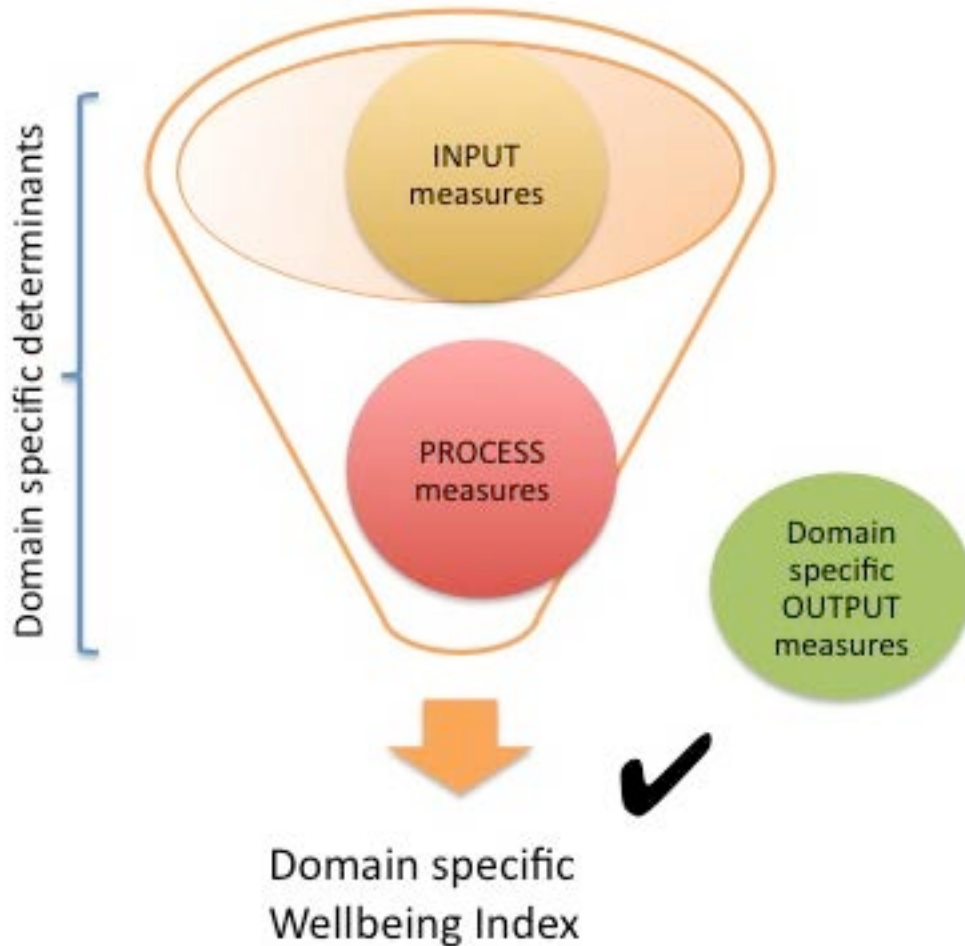 Domain specific determinants
INPUT
measures
PROCESS
measures
Domain
specific
OUTPUT
measures
Domain specific
Wellbeing Index